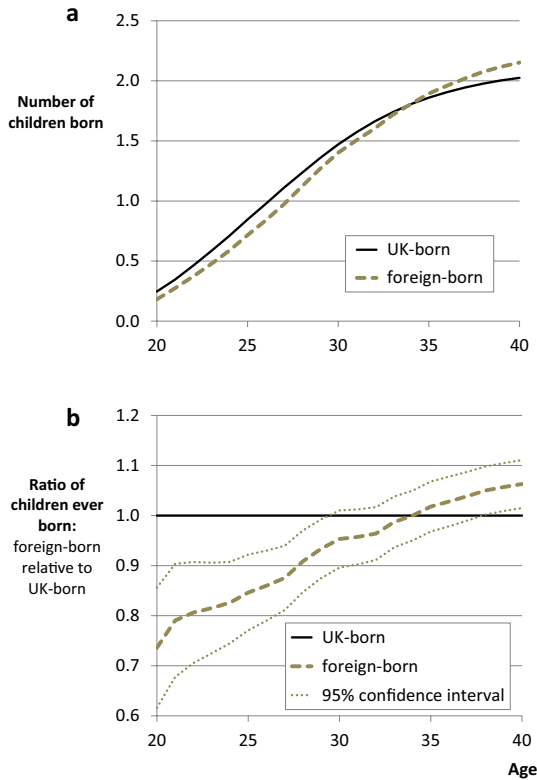 a
2.5
2.0
Number of
children born
1.5
1.0
UK-born
0.5
foreign-born
0.0
20
25
30
35
40
b
1.2
1.1
Ratio of
children ever
born:
foreign-born
relative to
UK-born
1.0
0.9
0.8
UK-born
foreign-born
0.7
95% confidence interval
0.6
20
25
30
35
40
Age